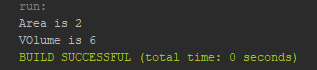 run:
Area is 2
VOlume is 6
BUILD SUCCESSFUL (total time: 0 seconds)